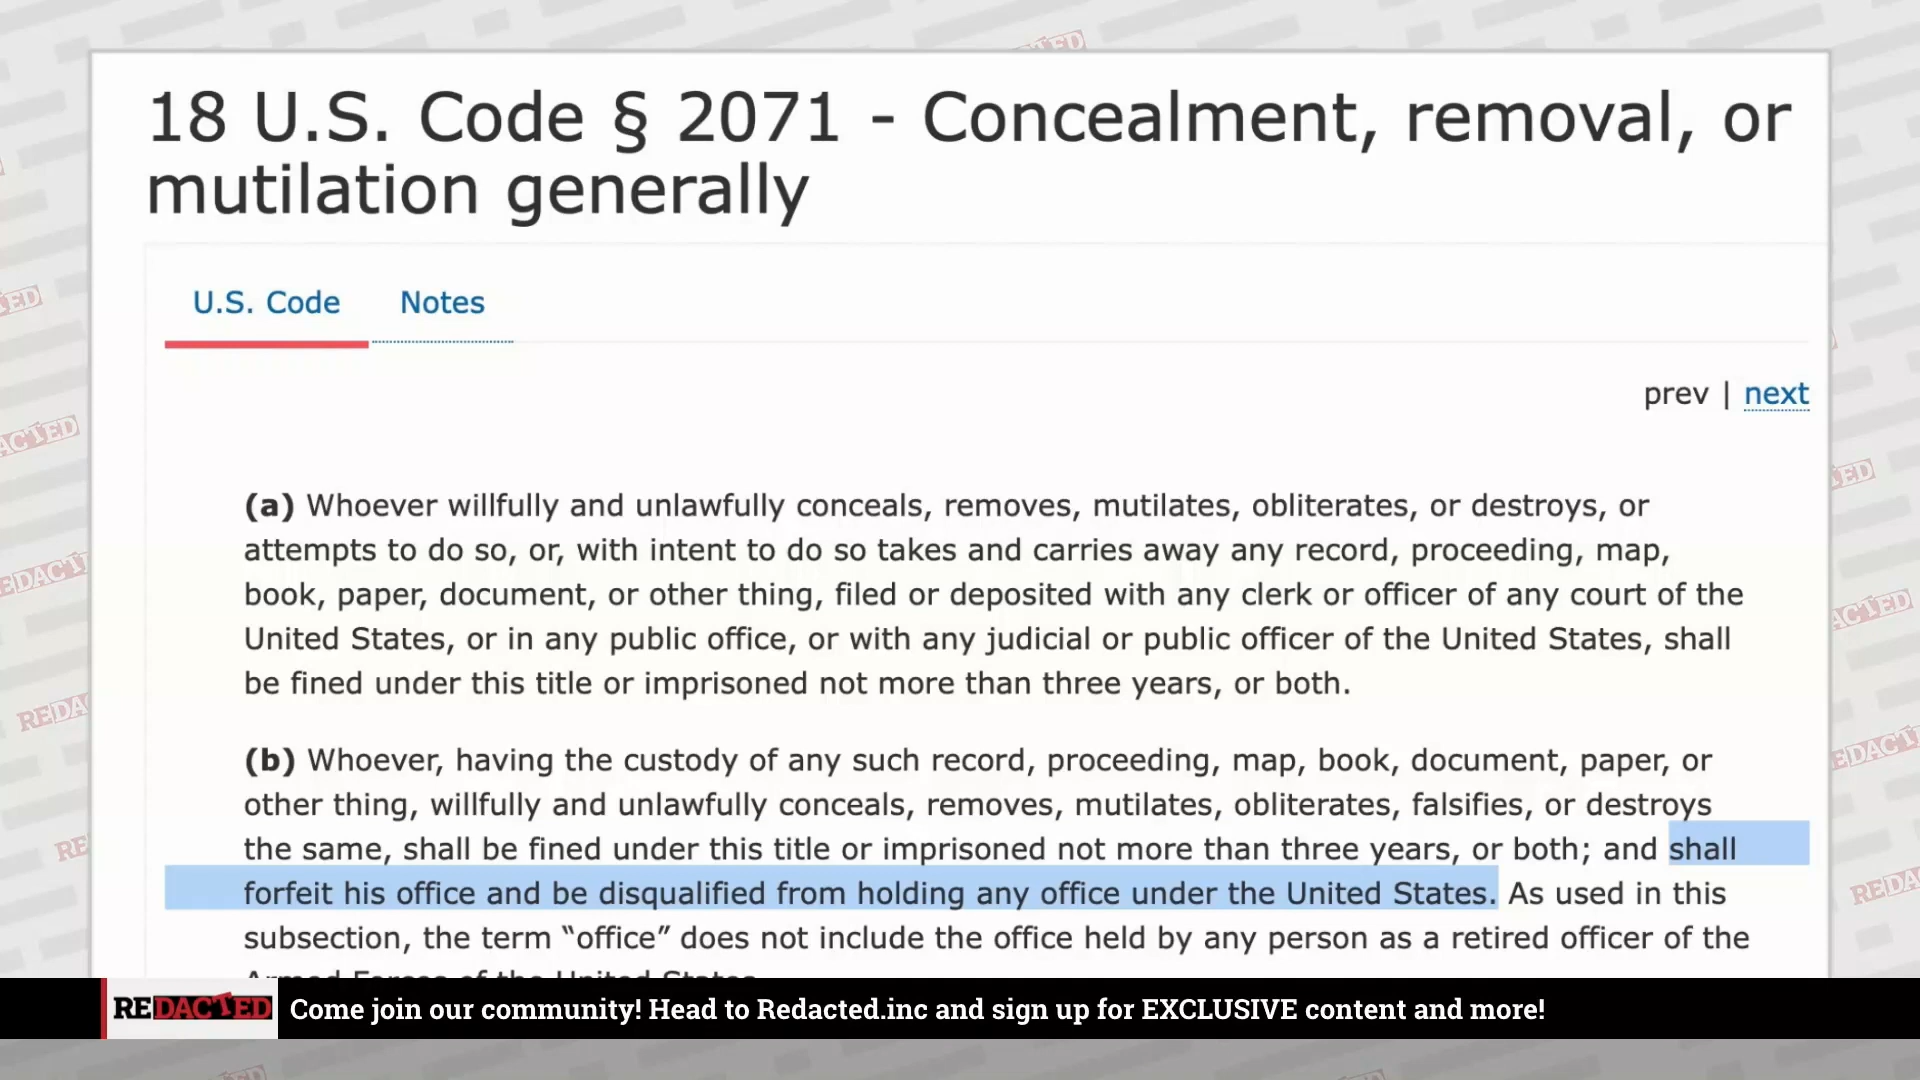 18 U.S. Code § 2071 - Concealment, removal, or
mutilation generally
U.S. Code Notes
prev | next
(a) Whoever willfully and unlawfully conceals, removes, mutilates, obliterates, or destroys, or
attempts to do so, or, with intent to do so takes and carries away any record, proceeding, map,
book, paper, document, or other thing, filed or deposited with any clerk or officer of any court of the
United States, or in any public office, or with any judicial or public officer of the United States, shall
be fined under this title or imprisoned not more than three years, or both.
(b) Whoever, having the custody of any such record, proceeding, map, book, document, paper, or
other thing, willfully and unlawfully conceals, removes, mutilates, obliterates, falsifies, or destroys
the same, shall be fined under this title or imprisoned not more than three years, or both; and shall
forfeit his office and be disqualified from holding any office under the United States. As used in this
subsection, the term “office” does not include the office held by any person as a retired officer of the
Armed Forces of the United States.
REDACTED Come join our community! Head to Redacted.inc and sign up for EXCLUSIVE content and more!